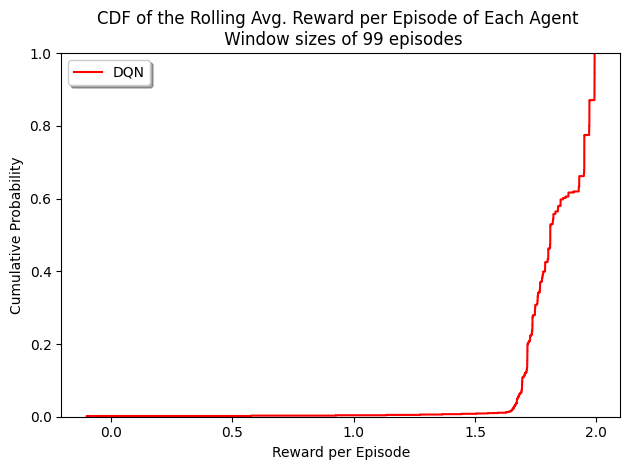 CDF of the Rolling Avg. Reward per Episode of Each Agent
Window sizes of 99 episodes
DQN
1.0
0.8
0.6
0.4
0.2
0.0
Cumulative Probability
0.0 0.5 1.0 1.5 2.0
Reward per Episode